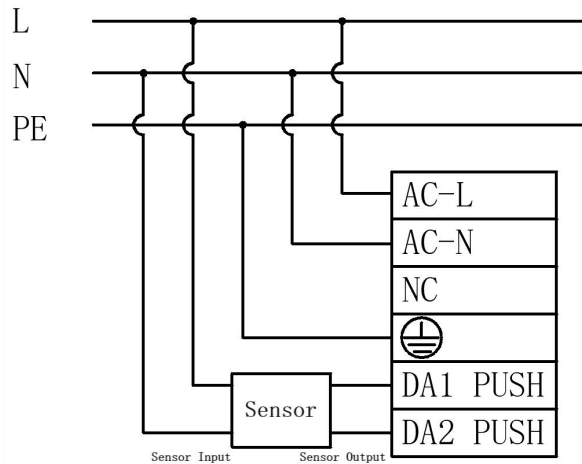 L
N
PE
AC-L
AC-N
NC
DA1 PUSH
Sensor
DA2 PUSH
Sensor Input
Sensor Output